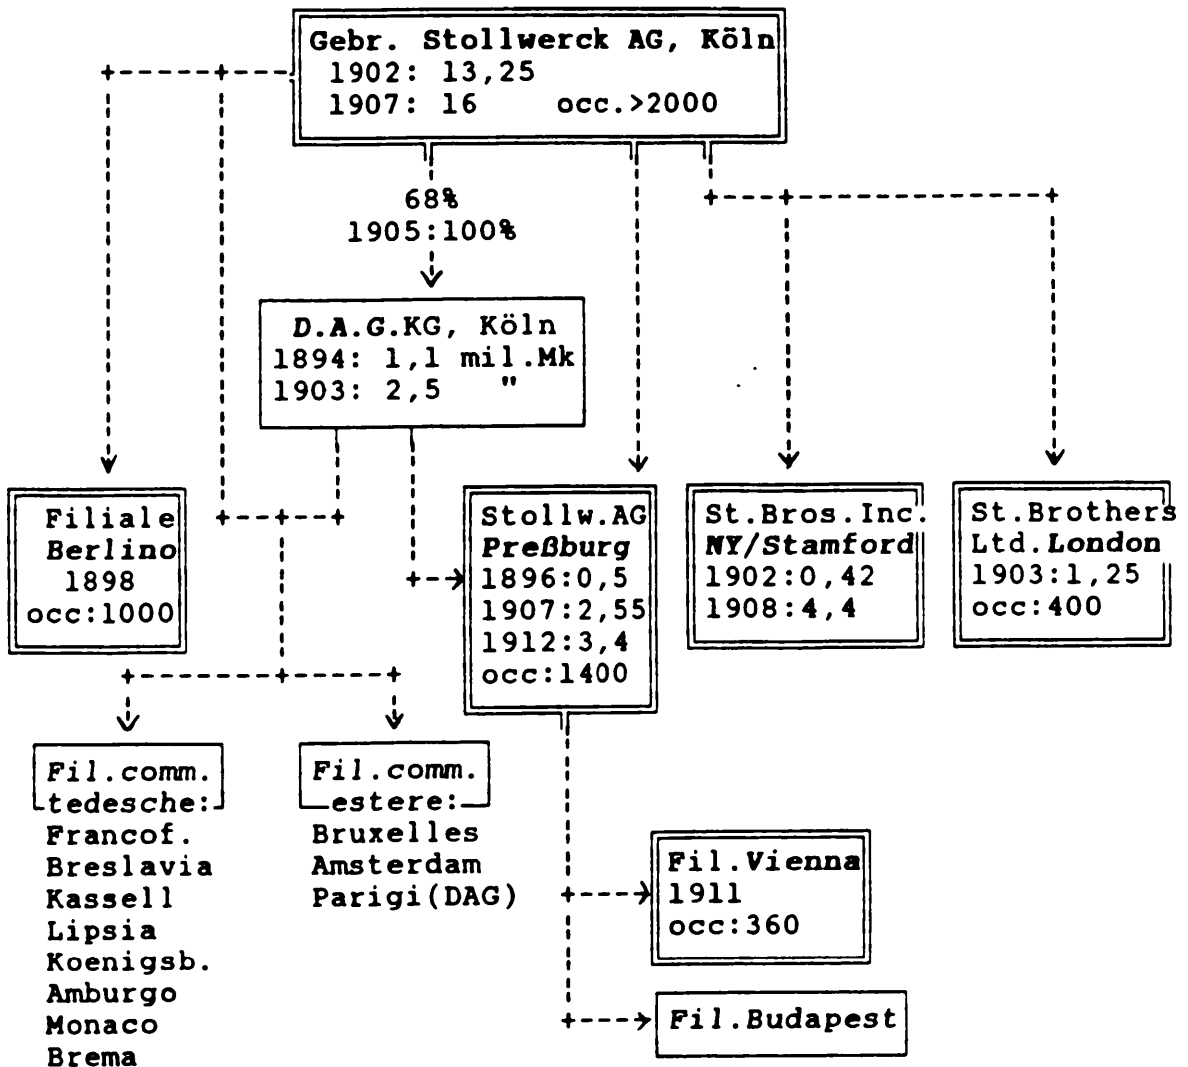 Gebr. Stollwerck AG, Köln
1902: 13,25
1907: 16 occ.>2000
68%
1905:100%
D.A.G.KG, Köln
1894: 1,1 mil.Mk
1903: 2,5 "
Filiale
Berlino
1898
occ:1000
Stollw.AG
Preßburg
1896:0,5
1907:2,55
1912:3,4
occ:1400
St.Bros.Inc.
NY/Stamford
1902:0,42
1908:4,4
St.Brothers
Ltd.London
1903:1,25
occ:400
Fil.comm.
tedesche:
Francof.
Breslavia
Kassell
Lipsia
Koenigsb.
Amburgo
Monaco
Brema
Fil.comm.
estere:
Bruxelles
Amsterdam
Parigi(DAG)
Fil.Vienna
1911
occ:360
Fil.Budapest